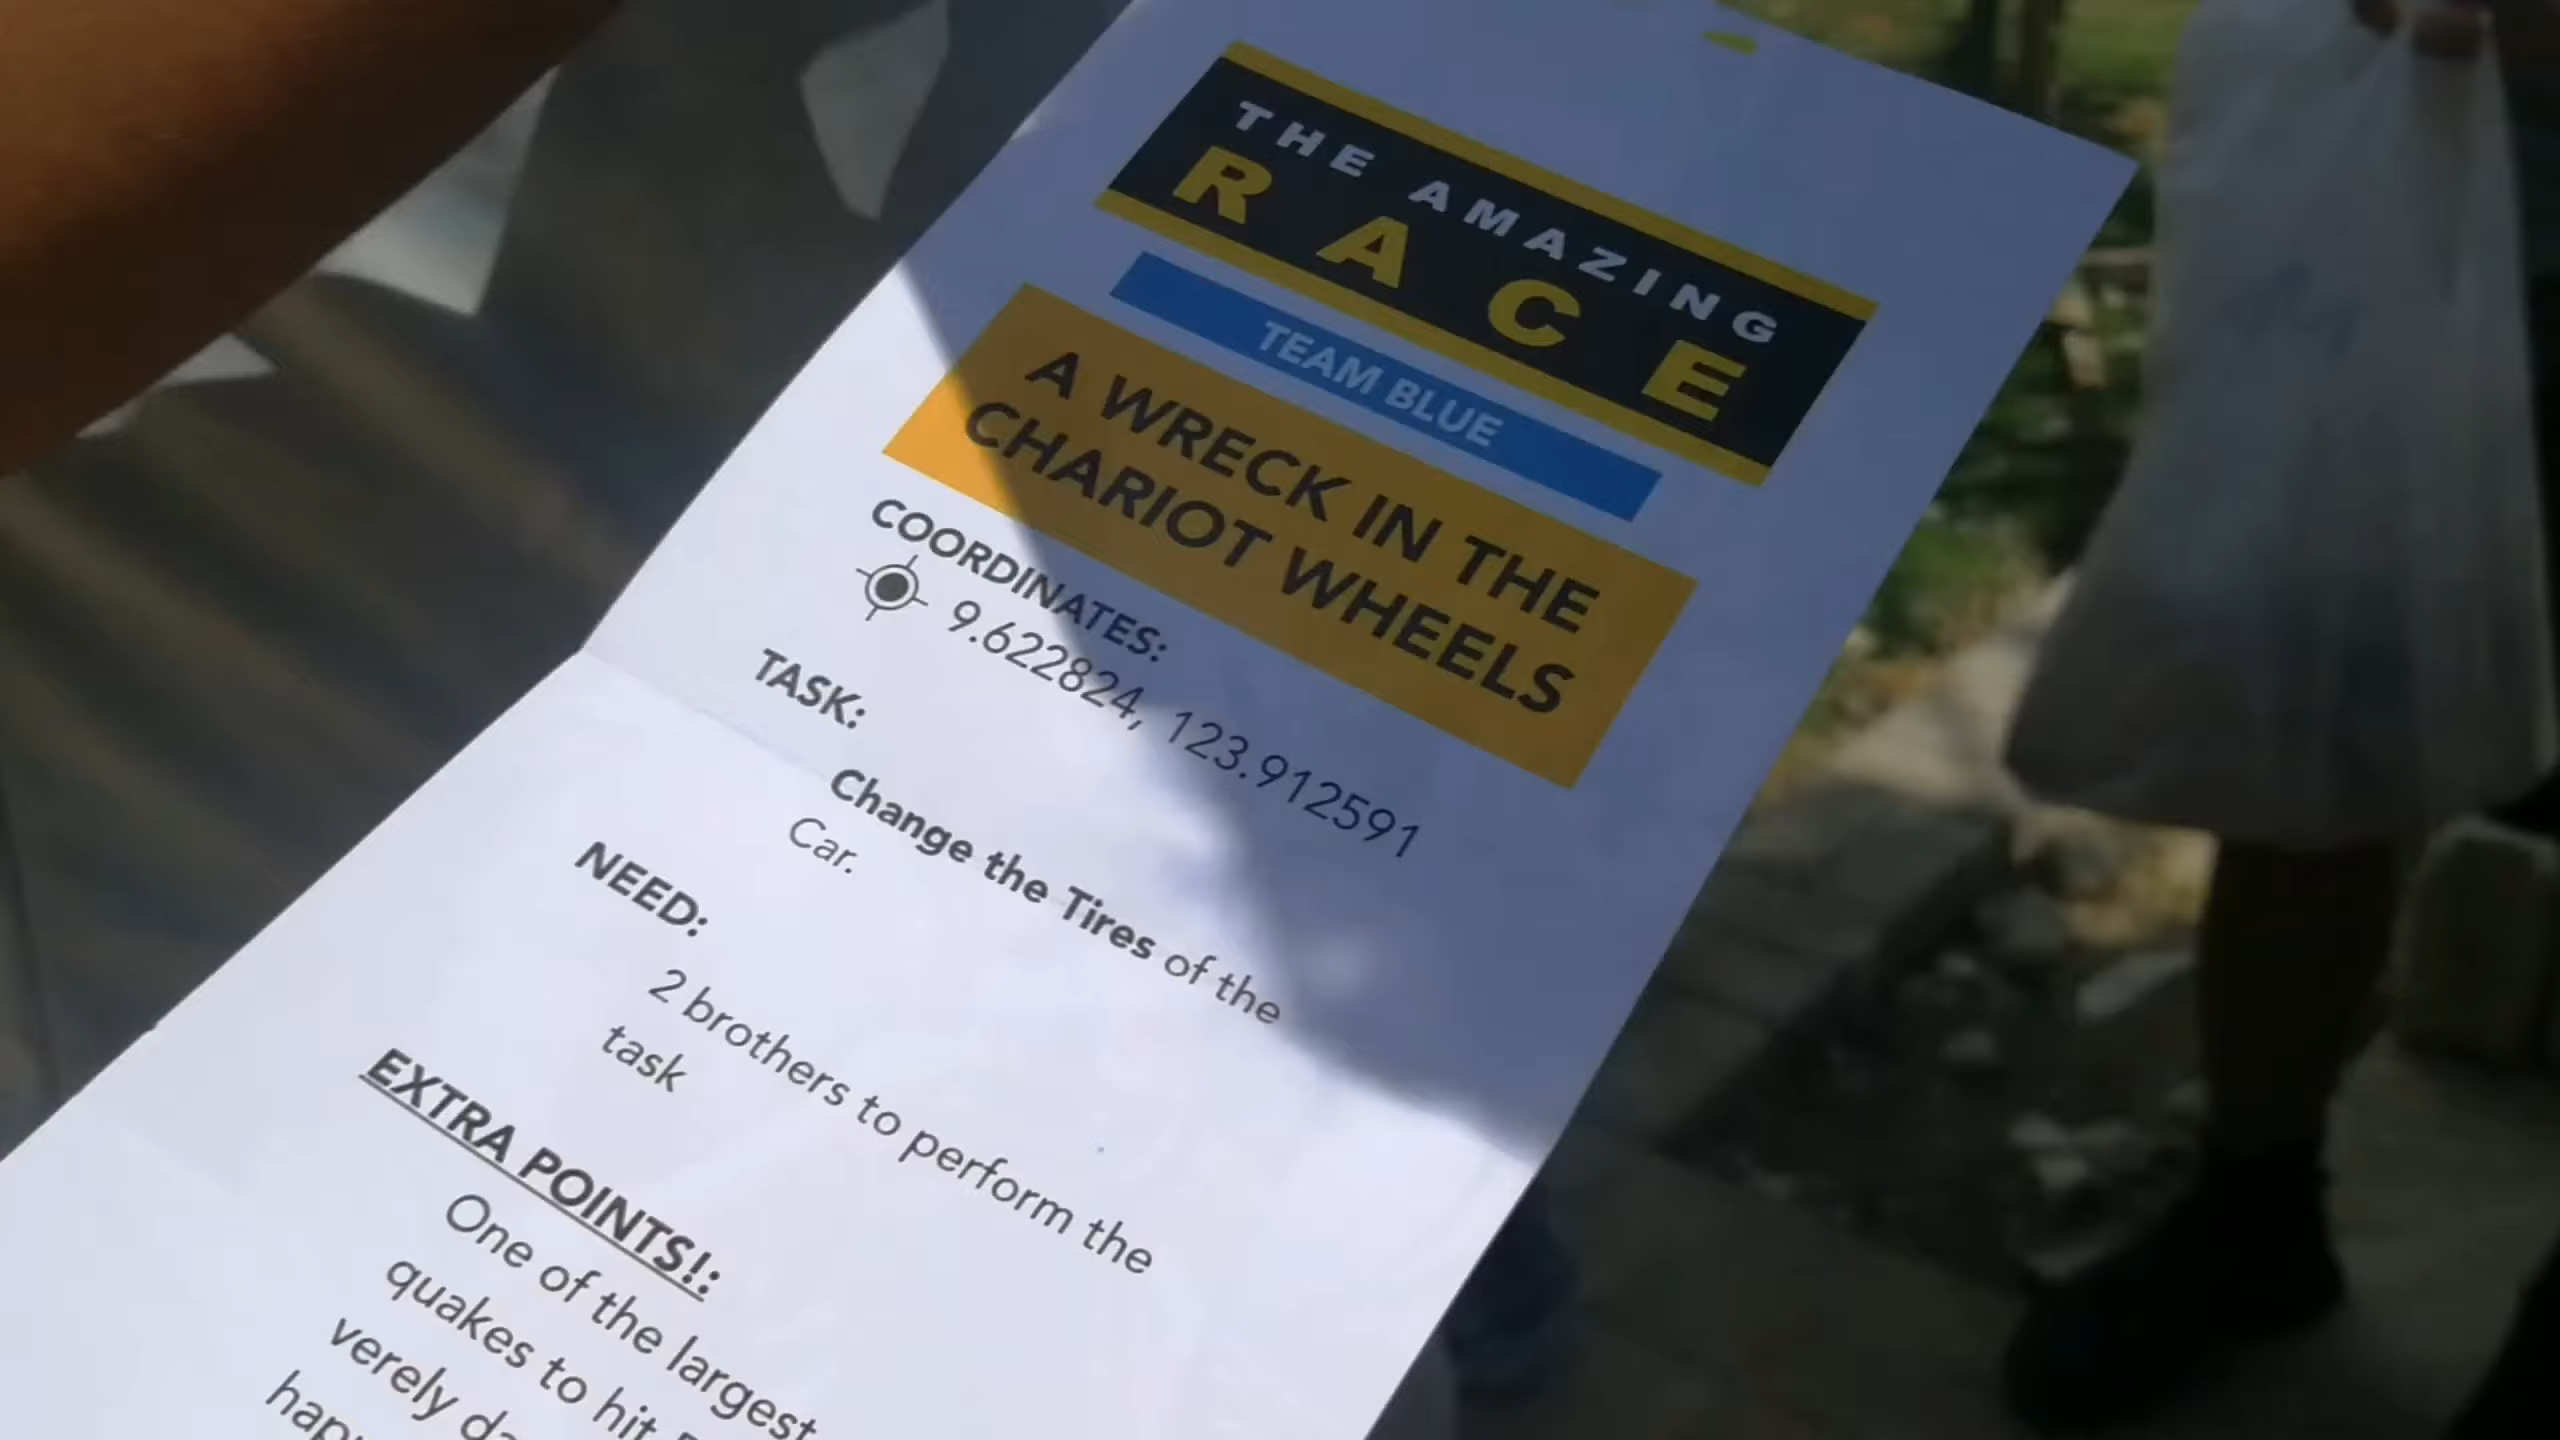 THE AMAZING
RACE
TEAM BLUE
A WRECK IN THE
CHARIOT WHEELS
COORDINATES:
9.622824, 123.912591
TASK:
Change the Tires of the
Car.
NEED:
2 brothers to perform the
task
EXTRA POINTS!:
One of the largest
quakes to hit
verely